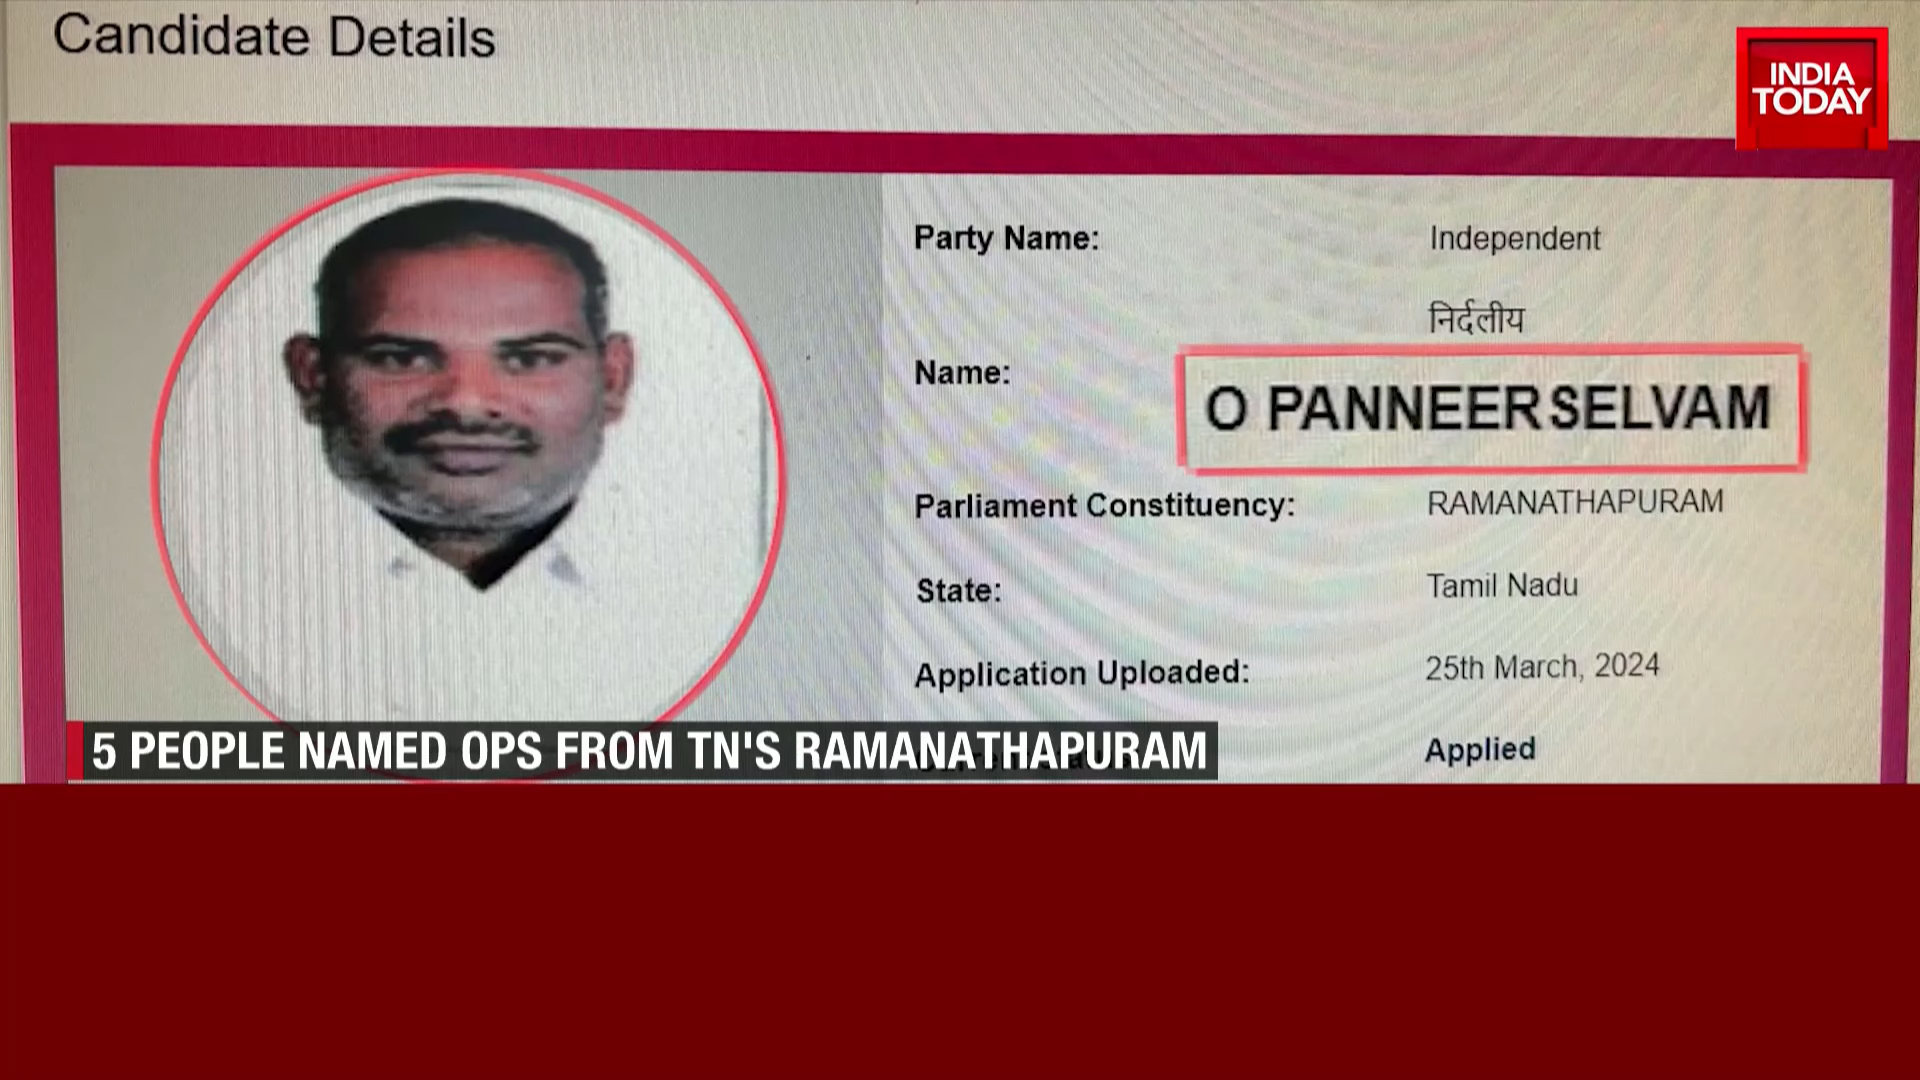 Candidate Details
INDIA
TODAY
Party Name: Independent
निर्दलीय
Name: O PANNEERSELVAM
Parliament Constituency: RAMANATHAPURAM
State: Tamil Nadu
Application Uploaded: 25th March, 2024
Applied
5 PEOPLE NAMED OPS FROM TN'S RAMANATHAPURAM